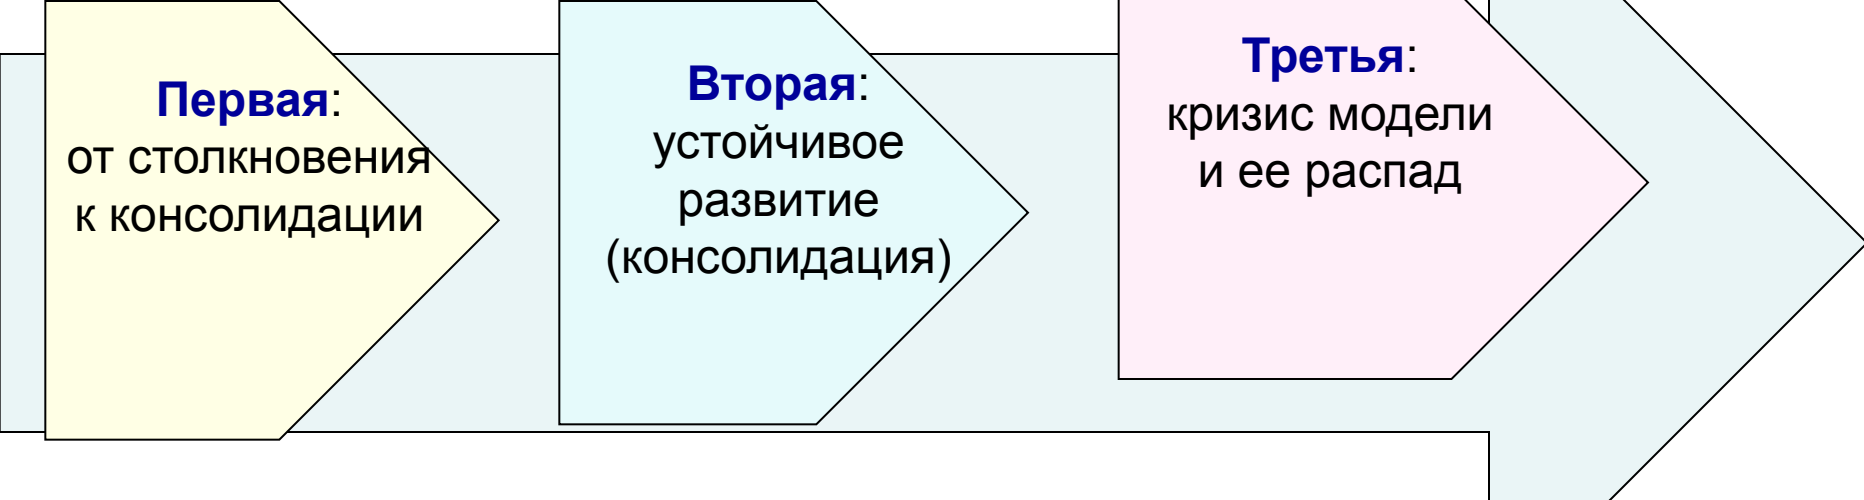 Первая:
от столкновения
к консолидации
Вторая:
устойчивое
развитие
(консолидация)
Третья:
кризис модели
и ее распад